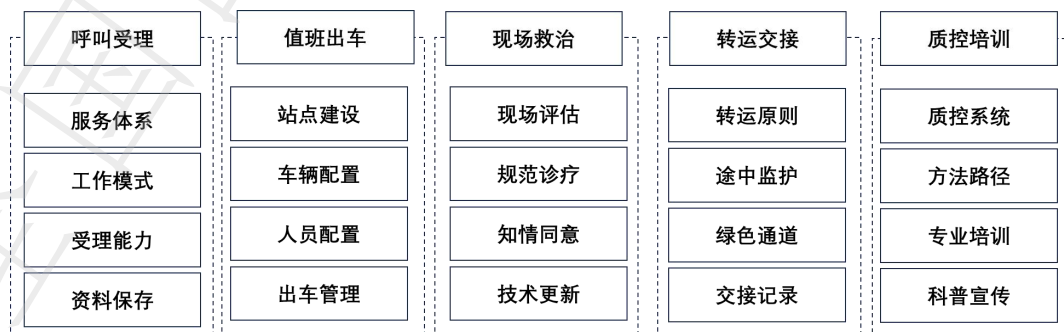 呼叫受理
值班出车
现场救治
转运交接
质控培训
服务体系
站点建设
现场评估
转运原则
质控系统
工作模式
车辆配置
规范诊疗
途中监护
方法路径
受理能力
人员配置
知情同意
绿色通道
专业培训
资料保存
出车管理
技术更新
交接记录
科普宣传